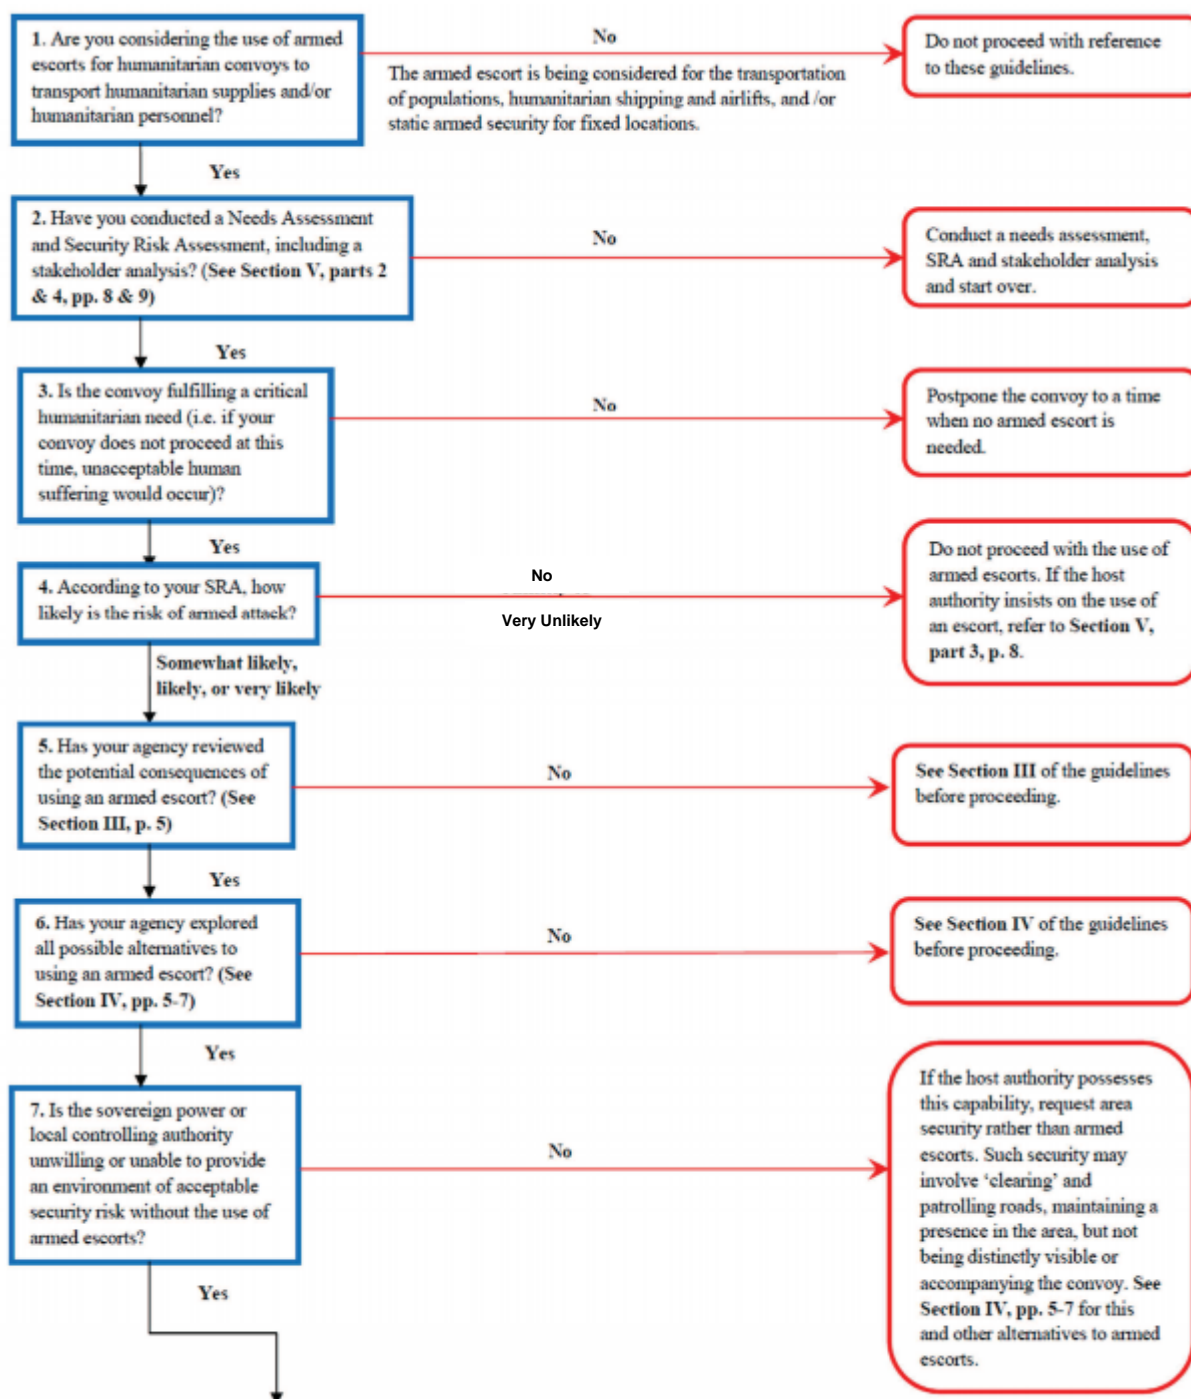 1. Are you considering the use of armed
escorts for humanitarian convoys to
transport humanitarian supplies and/or
humanitarian personnel?
No
The armed escort is being considered for the transportation
of populations, humanitarian shipping and airlifts, and /or
static armed security for fixed locations.
Do not proceed with reference
to these guidelines.
Yes
2. Have you conducted a Needs Assessment
and Security Risk Assessment, including a
stakeholder analysis? (See Section V, parts 2
& 4, pp. 8 & 9)
No
Conduct a needs assessment,
SRA and stakeholder analysis
and start over.
Yes
3. Is the convoy fulfilling a critical
humanitarian need (i.e. if your
convoy does not proceed at this
time, unacceptable human
suffering would occur)?
No
Postpone the convoy to a time
when no armed escort is
needed.
Yes
4. According to your SRA, how
likely is the risk of armed attack?
No
Very Unlikely
Do not proceed with the use of
armed escorts. If the host
authority insists on the use of
an escort, refer to Section V,
part 3, p. 8.
Somewhat likely,
likely, or very likely
5. Has your agency reviewed
the potential consequences of
using an armed escort? (See
Section III, p. 5)
No
See Section III of the guidelines
before proceeding.
Yes
6. Has your agency explored
all possible alternatives to
using an armed escort? (See
Section IV, pp. 5-7)
No
See Section IV of the guidelines
before proceeding.
Yes
7. Is the sovereign power or
local controlling authority
unwilling or unable to provide
an environment of acceptable
security risk without the use of
armed escorts?
No
If the host authority possesses
this capability, request area
security rather than armed
escorts. Such security may
involve ‘clearing’ and
patrolling roads, maintaining a
presence in the area, but not
being distinctly visible or
accompanying the convoy. See
Section IV, pp. 5-7 for this
and other alternatives to armed
escorts.
Yes